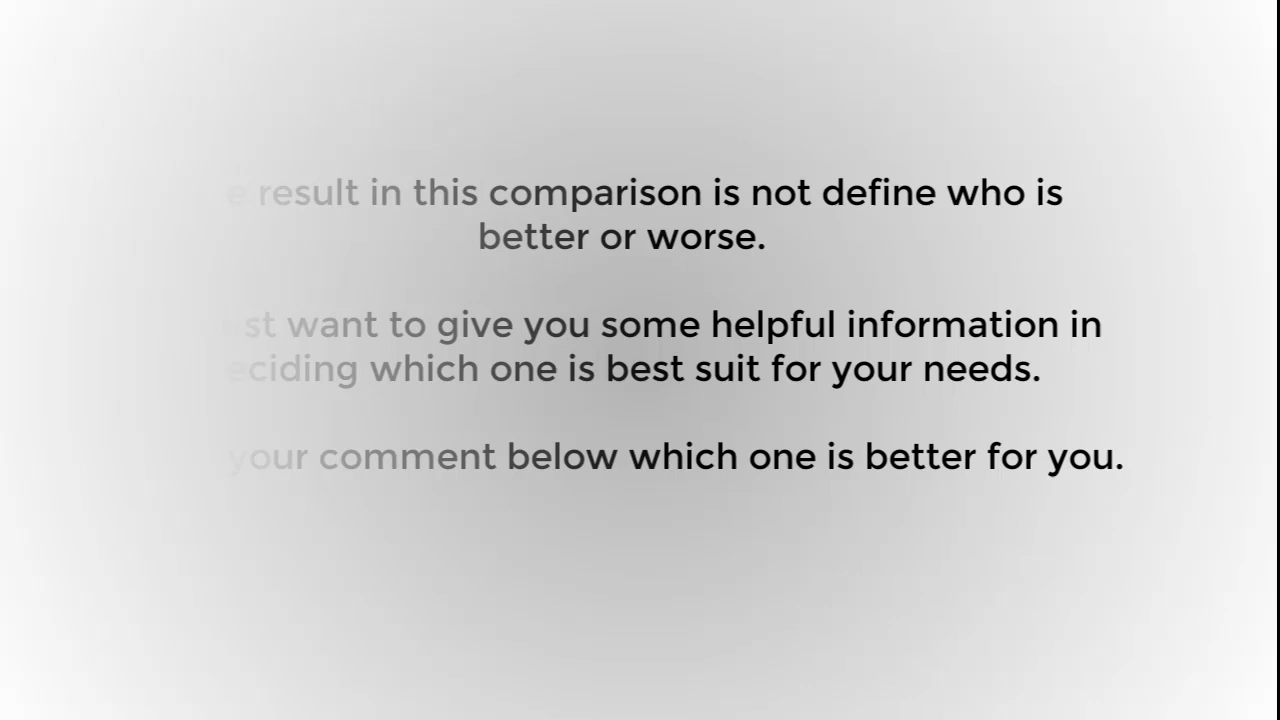 result in this comparison is not define who is
better or worse.
want to give you some helpful information in
which one is best suit for your needs.
your comment below which one is better for you.